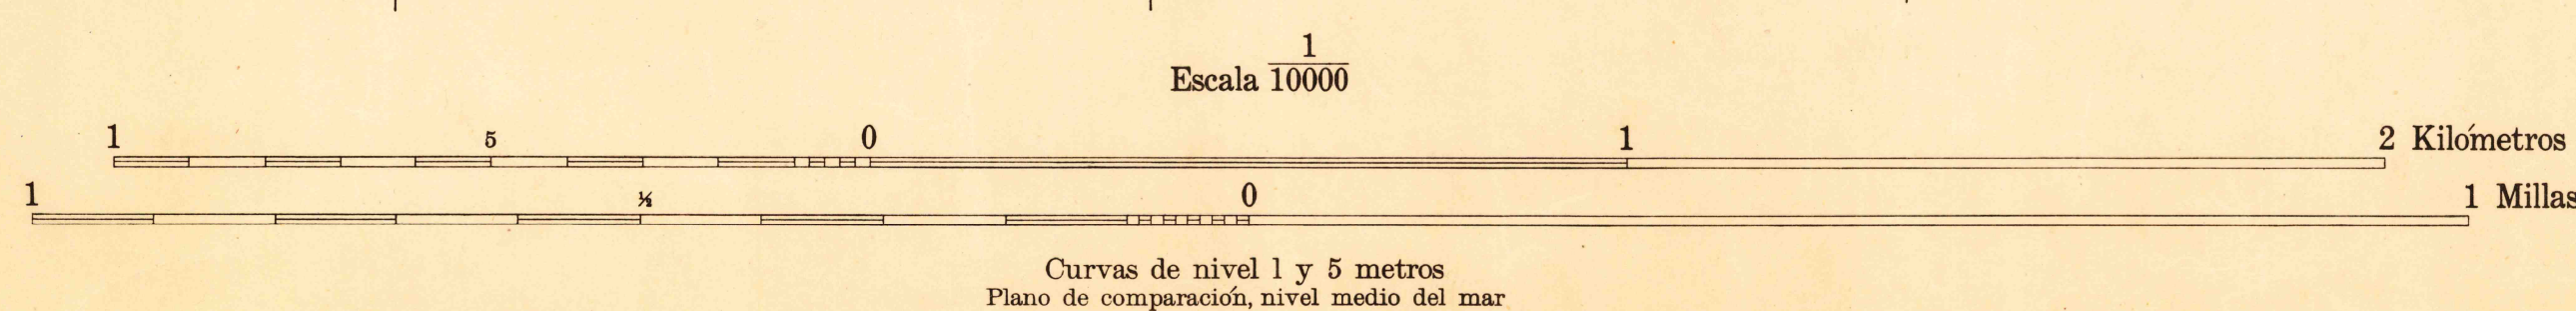 Escala 1/10000
1 5 0 1 2 Kilómetros
1 ½ 0 1 Millas
Curvas de nivel 1 y 5 metros
Plano de comparación, nivel medio del mar